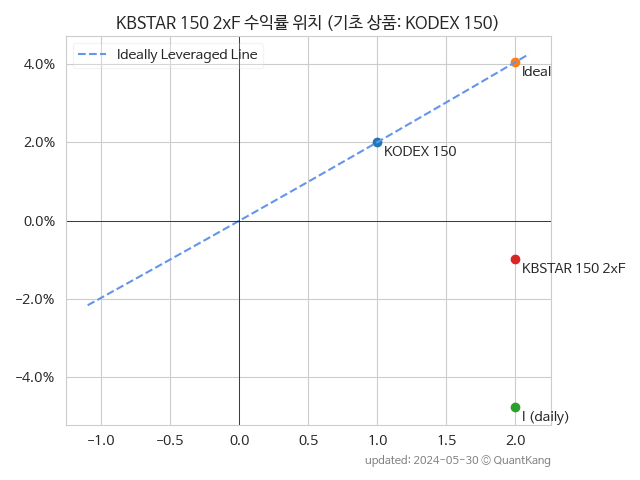 KBSTAR 150 2xF 수익률 위치 (기초 상품: KODEX 150)
Ideally Leveraged Line
4.0%
2.0%
0.0%
−2.0%
−4.0%
Ideal
KODEX 150
KBSTAR 150 2xF
I (daily)
−1.0 −0.5 0.0 0.5 1.0 1.5 2.0
updated: 2024-05-30 © QuantKang